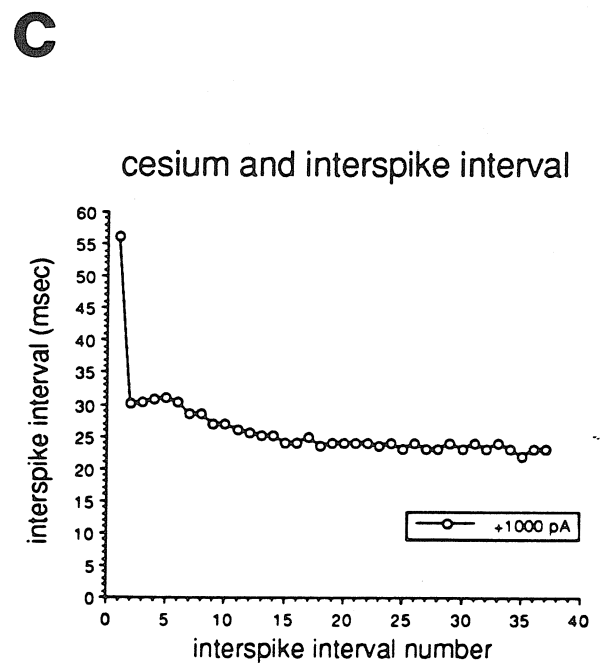 C
cesium and interspike interval
60
55
50
45
40
35
30
25
20
15
10
5
0
interspike interval (msec)
+1000 pA
0 5 10 15 20 25 30 35 40
interspike interval number